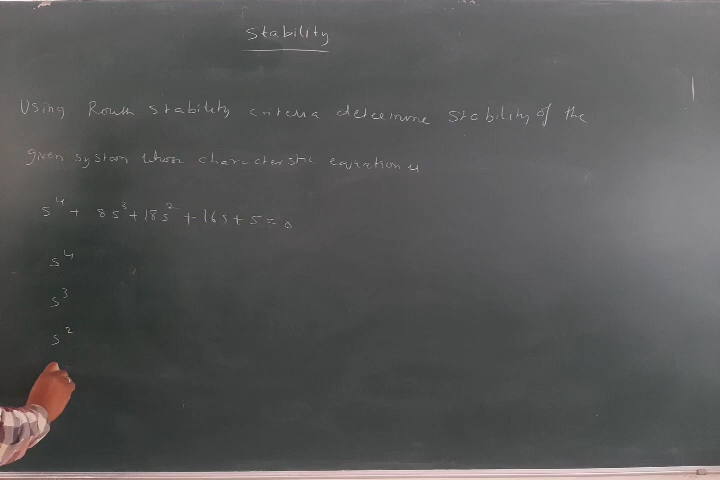 Stability
Using Routh stability criteria determine stability of the
given system whose characteristic equation is
s⁴ + 8s³ + 18s² + 16s + 5 = 0
s⁴
s³
s²